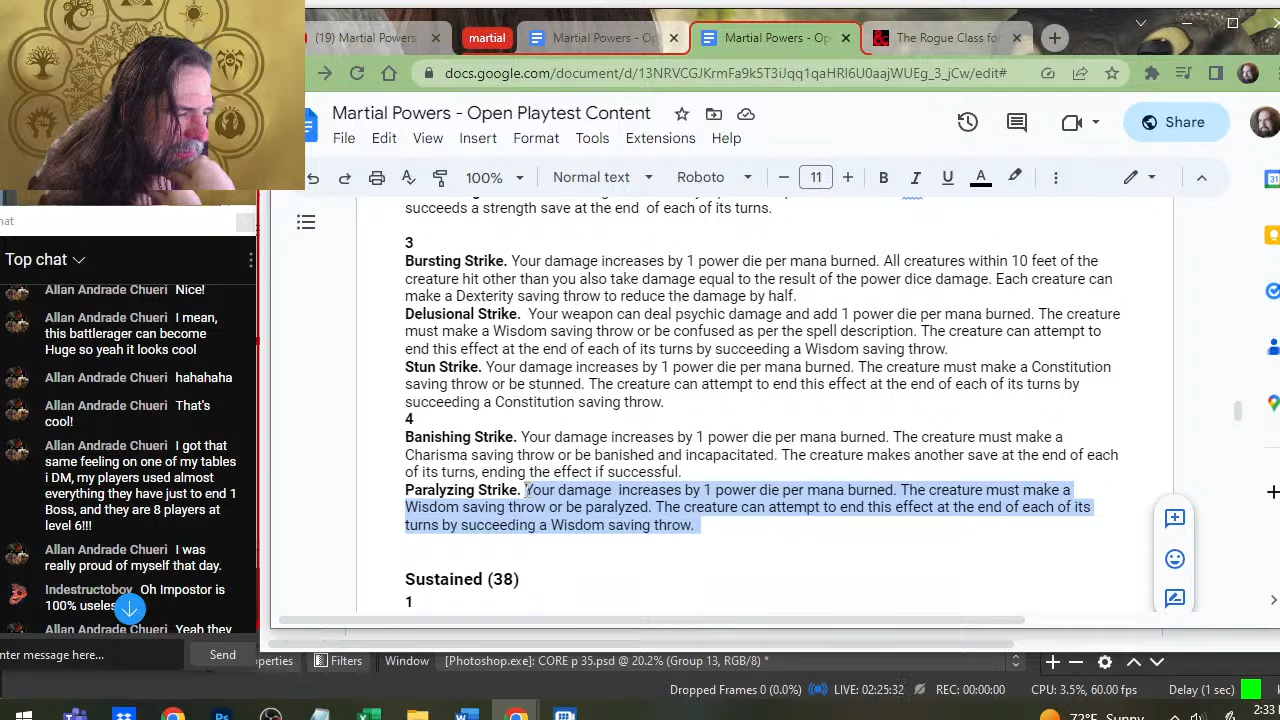 (19) Martial Powers
martial
Martial Powers - Op
Martial Powers - Op
The Rogue Class fo
docs.google.com/document/d/13NRVCGJKrmFa9k5T3iJqq1qaHRl6U0aajWUEg_3_jCw/edit#
Martial Powers - Open Playtest Content
File Edit View Insert Format Tools Extensions Help
Share
100% Normal text Roboto 11 B I U A
succeeds a strength save at the end of each of its turns.
3
Bursting Strike. Your damage increases by 1 power die per mana burned. All creatures within 10 feet of the
creature hit other than you also take damage equal to the result of the power dice damage. Each creature can
make a Dexterity saving throw to reduce the damage by half.
Delusional Strike. Your weapon can deal psychic damage and add 1 power die per mana burned. The creature
must make a Wisdom saving throw or be confused as per the spell description. The creature can attempt to
end this effect at the end of each of its turns by succeeding a Wisdom saving throw.
Stun Strike. Your damage increases by 1 power die per mana burned. The creature must make a Constitution
saving throw or be stunned. The creature can attempt to end this effect at the end of each of its turns by
succeeding a Constitution saving throw.
4
Banishing Strike. Your damage increases by 1 power die per mana burned. The creature must make a
Charisma saving throw or be banished and incapacitated. The creature makes another save at the end of each
of its turns, ending the effect if successful.
Paralyzing Strike. Your damage increases by 1 power die per mana burned. The creature must make a
Wisdom saving throw or be paralyzed. The creature can attempt to end this effect at the end of each of its
turns by succeeding a Wisdom saving throw.
Sustained (38)
1
hat
Top chat
Allan Andrade Chueri Nice!
Allan Andrade Chueri I mean,
this battlerager can become
Huge so yeah it looks cool
Allan Andrade Chueri hahahaha
Allan Andrade Chueri That's
cool!
Allan Andrade Chueri I got that
same feeling on one of my tables
i DM, my players used almost
everything they have just to end 1
Boss, and they are 8 players at
level 6!!!
Allan Andrade Chueri I was
really proud of myself that day.
Indestructoboy Oh Impostor is
100% useles
Allan Andrade Chueri Yeah they
nter message here... Send
operties Filters Window [Photoshop.exe]: CORE p 35.psd @ 20.2% (Group 13, RGB/8) *
Dropped Frames 0 (0.0%) LIVE: 02:25:32 REC: 00:00:00 CPU: 3.5%, 60.00 fps Delay (1 sec)
72°F Sunny 2:33